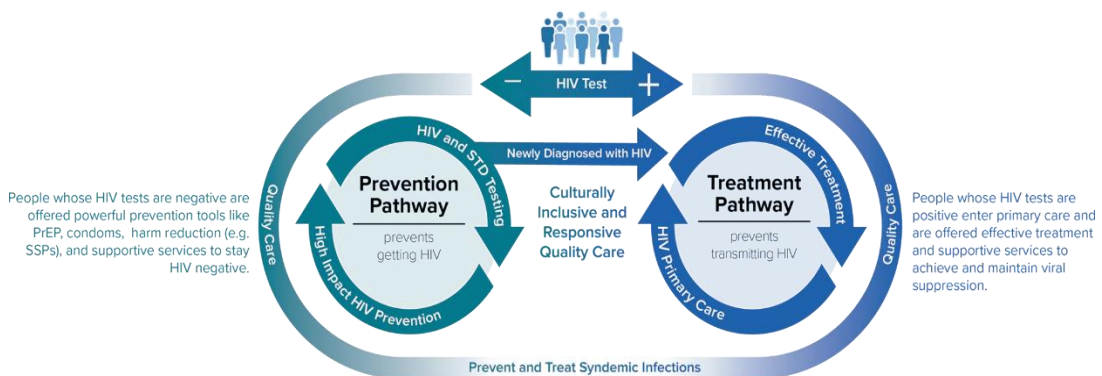 − HIV Test +
HIV and STD Testing
Newly Diagnosed with HIV
Effective Treatment
Quality Care
People whose HIV tests are negative are
offered powerful prevention tools like
PrEP, condoms, harm reduction (e.g.
SSPs), and supportive services to stay
HIV negative.
Prevention
Pathway
prevents
getting HIV
High Impact HIV Prevention
Culturally
Inclusive and
Responsive
Quality Care
Treatment
Pathway
prevents
transmitting HIV
HIV Primary Care
Quality Care
People whose HIV tests are
positive enter primary care and
are offered effective treatment
and supportive services to
achieve and maintain viral
suppression.
Prevent and Treat Syndemic Infections